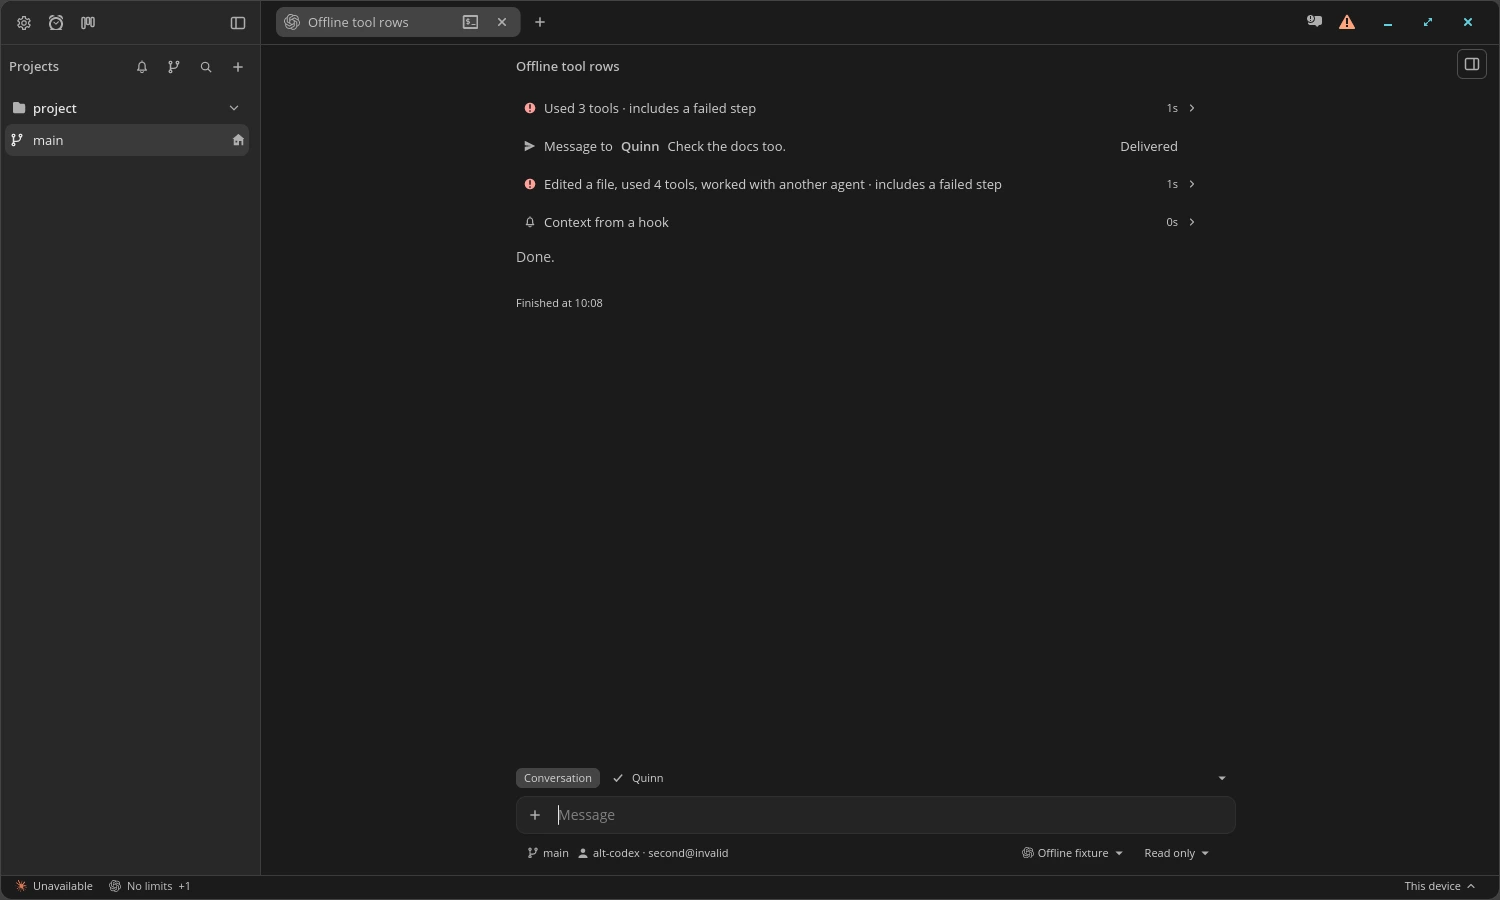 Offline tool rows
Projects
project
main
Offline tool rows
Used 3 tools · includes a failed step 1s
Message to Quinn Check the docs too. Delivered
Edited a file, used 4 tools, worked with another agent · includes a failed step 1s
Context from a hook 0s
Done.
Finished at 10:08
Conversation Quinn
Message
main alt-codex · second@invalid Offline fixture Read only
Unavailable No limits +1 This device